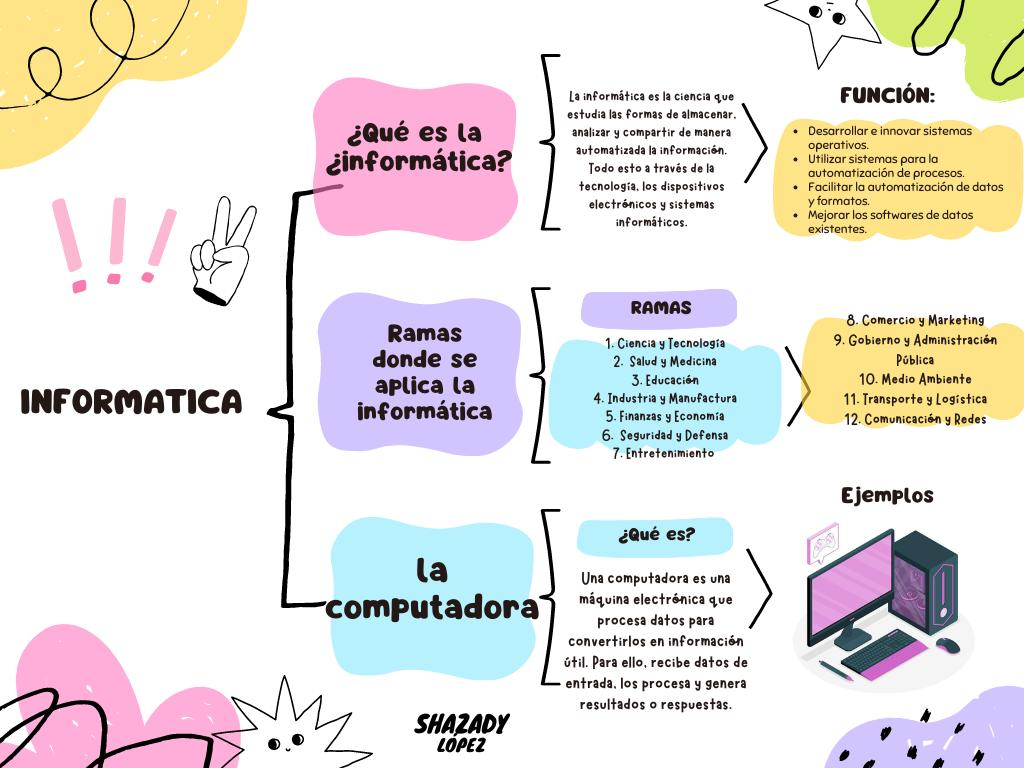 INFORMATICA
¿Qué es la
¿informática?
La informática es la ciencia que
estudia las formas de almacenar,
analizar y compartir de manera
automatizada la información.
Todo esto a través de la
tecnología, los dispositivos
electrónicos y sistemas
informáticos.
FUNCIÓN:
• Desarrollar e innovar sistemas
operativos.
• Utilizar sistemas para la
automatización de procesos.
• Facilitar la automatización de datos
y formatos.
• Mejorar los softwares de datos
existentes.
Ramas
donde se
aplica la
informática
RAMAS
1. Ciencia y Tecnología
2. Salud y Medicina
3. Educación
4. Industria y Manufactura
5. Finanzas y Economía
6. Seguridad y Defensa
7. Entretenimiento
8. Comercio y Marketing
9. Gobierno y Administración
Pública
10. Medio Ambiente
11. Transporte y Logística
12. Comunicación y Redes
la
computadora
¿Qué es?
Una computadora es una
máquina electrónica que
procesa datos para
convertirlos en información
útil. Para ello, recibe datos de
entrada, los procesa y genera
resultados o respuestas.
Ejemplos
SHAZADY
LÓPEZ